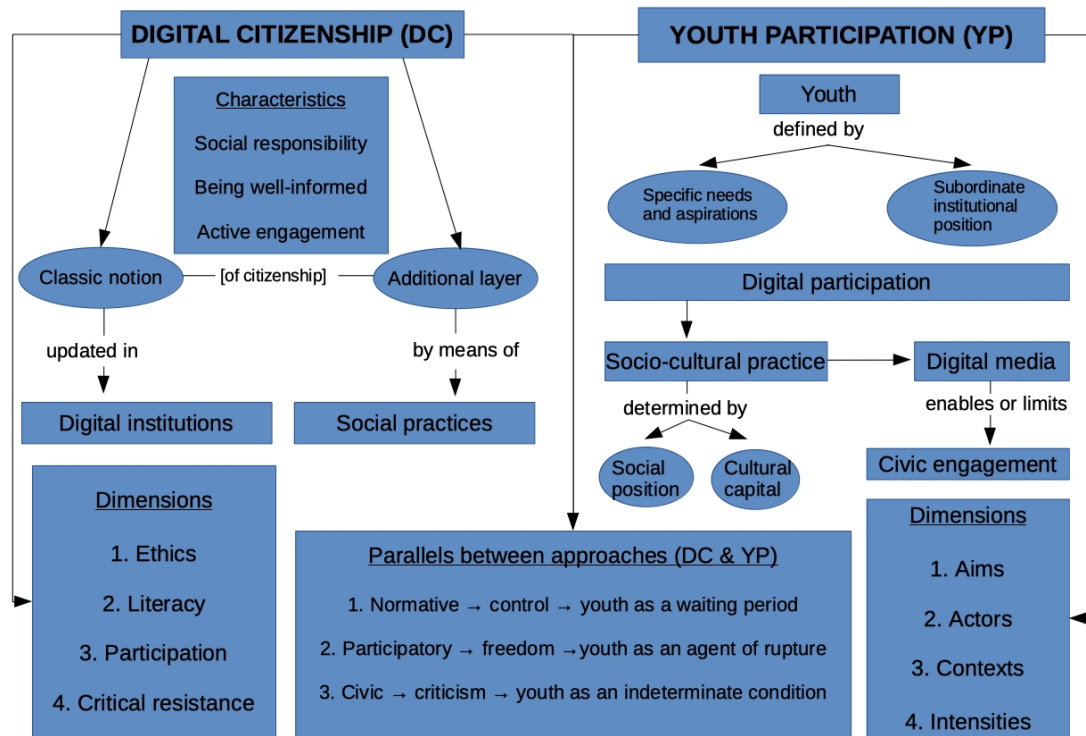 DIGITAL CITIZENSHIP (DC)
Characteristics
Social responsibility
Being well-informed
Active engagement
Classic notion
[of citizenship]
Additional layer
updated in
by means of
Digital institutions
Social practices
Dimensions
1. Ethics
2. Literacy
3. Participation
4. Critical resistance
YOUTH PARTICIPATION (YP)
Youth
defined by
Specific needs
and aspirations
Subordinate
institutional
position
Digital participation
Socio-cultural practice
Digital media
determined by
enables or limits
Social
position
Cultural
capital
Civic engagement
Parallels between approaches (DC & YP)
1. Normative → control → youth as a waiting period
2. Participatory → freedom →youth as an agent of rupture
3. Civic → criticism → youth as an indeterminate condition
Dimensions
1. Aims
2. Actors
3. Contexts
4. Intensities